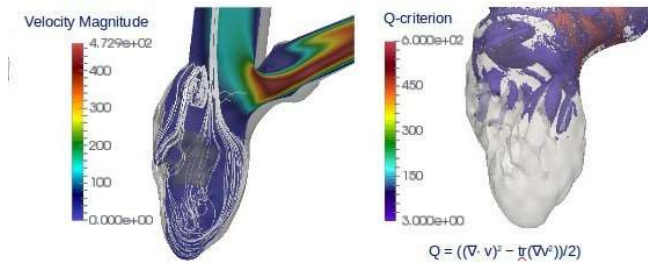 Velocity Magnitude
4.729e+02
400
300
200
100
0.000e+00
Q-criterion
6.000e+02
450
300
150
3.000e+00
Q = ((∇· v)² − tr(∇v²))/2)